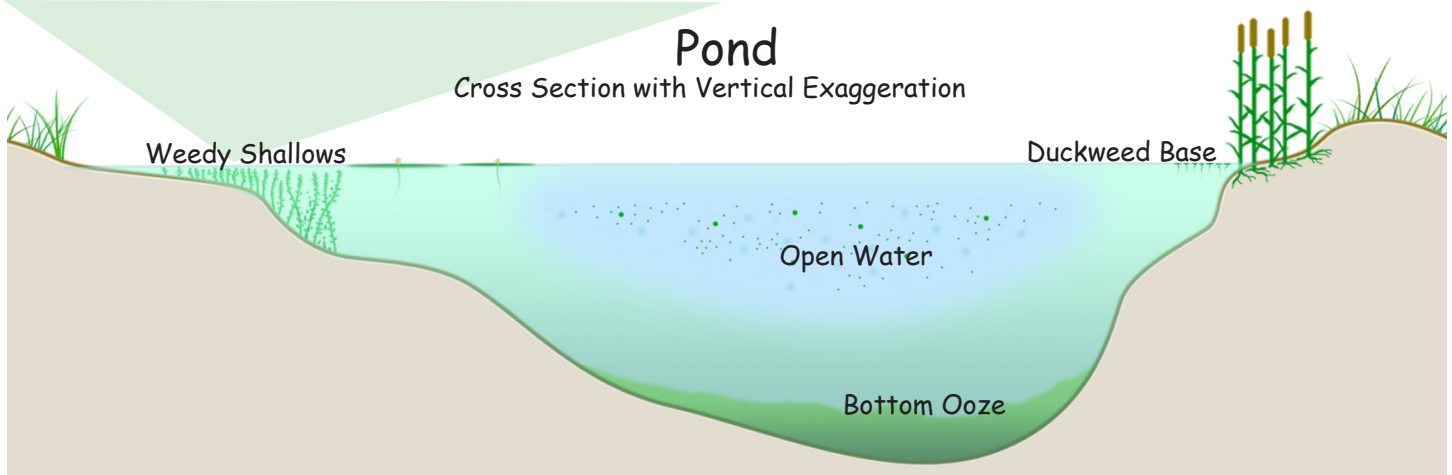 Pond
Cross Section with Vertical Exaggeration
Weedy Shallows
Duckweed Base
Open Water
Bottom Ooze